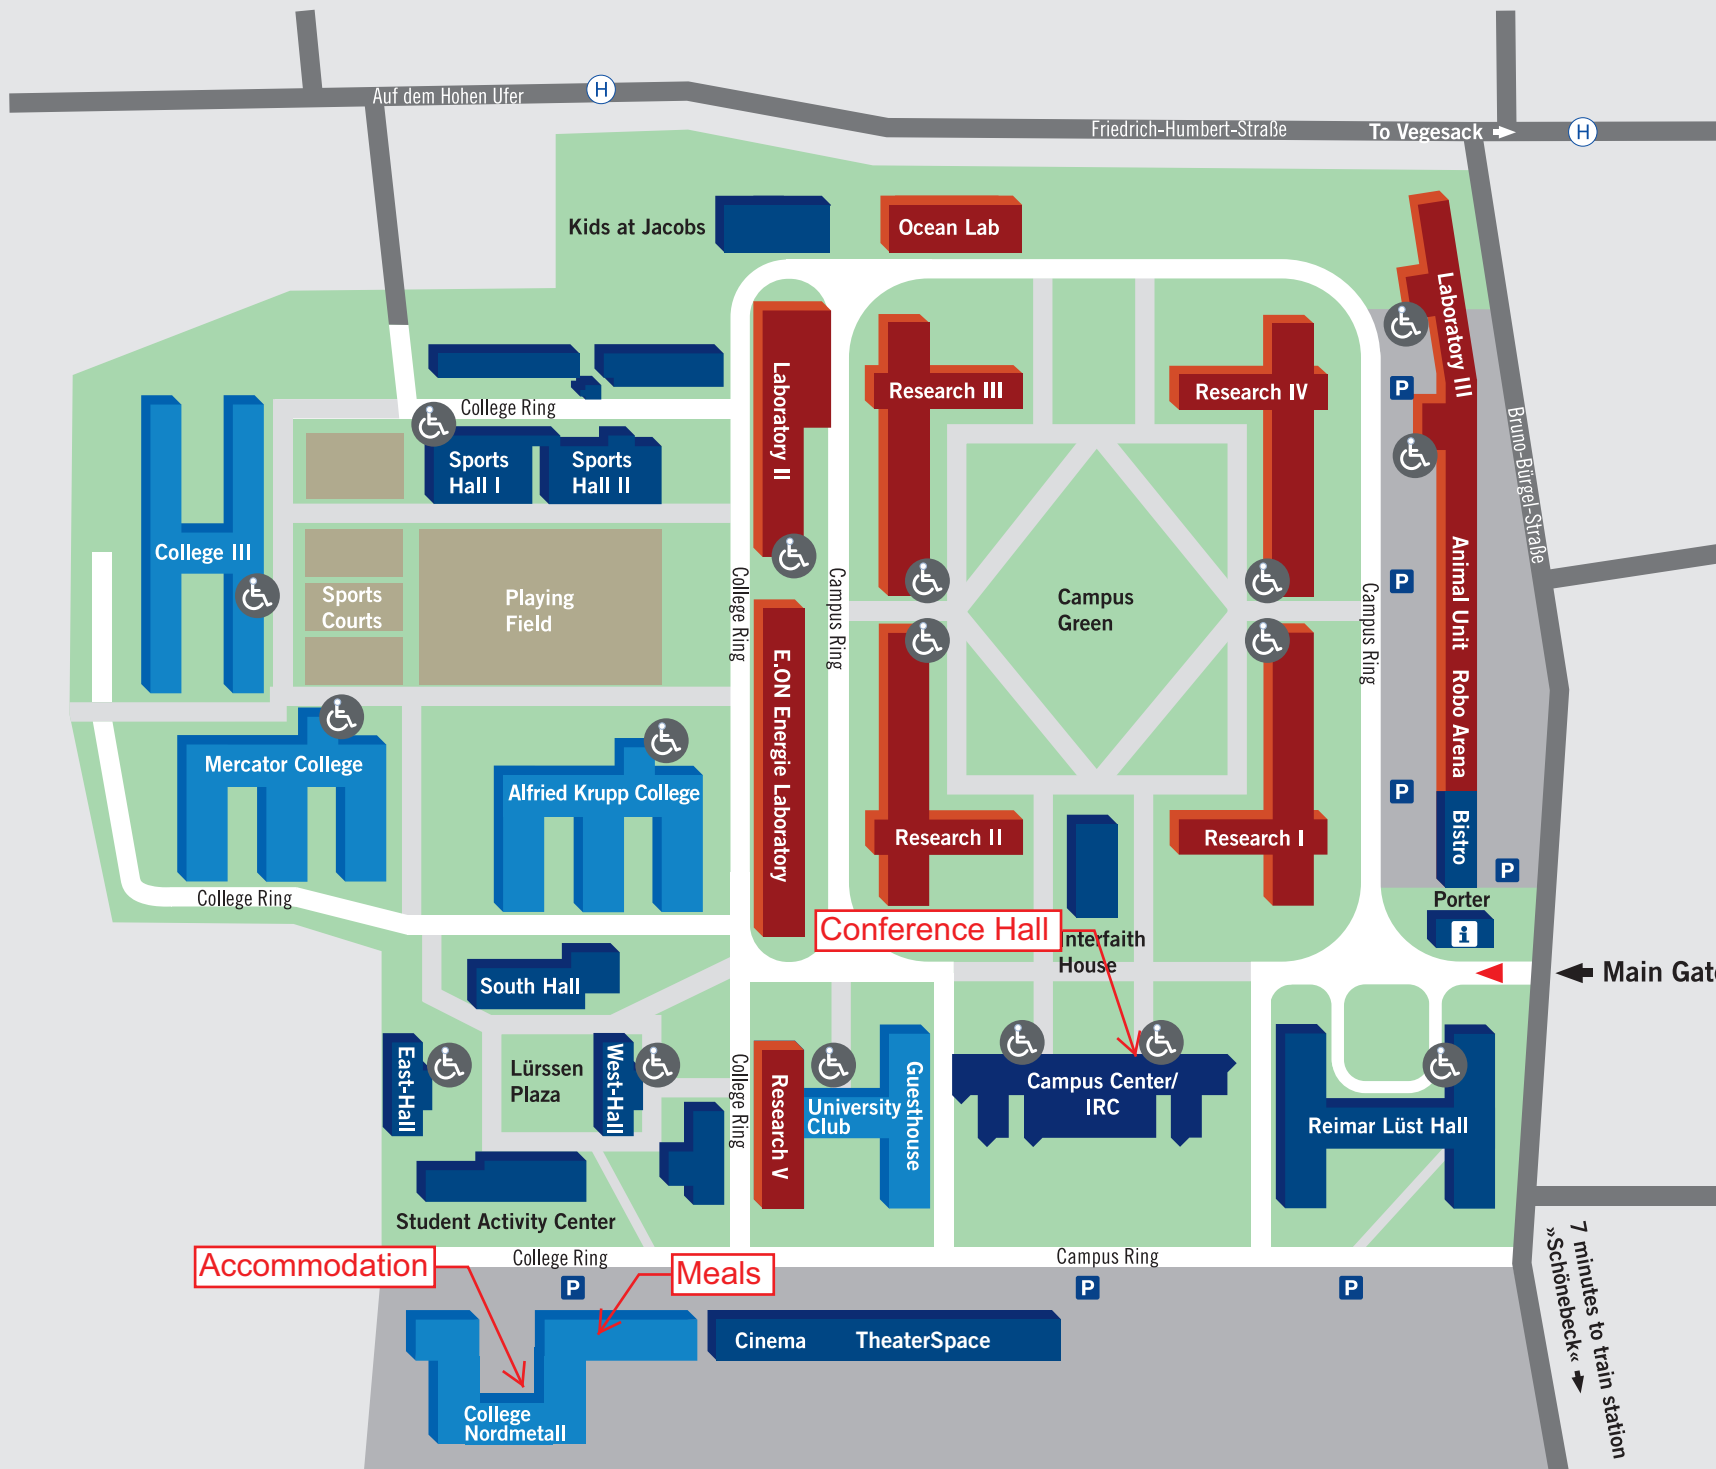 Auf dem Hohen Ufer
H
Friedrich-Humbert-Straße
To Vegesack
H
Kids at Jacobs
Ocean Lab
Laboratory III
Laboratory II
Research III
Research IV
P
College Ring
Sports
Hall I
Sports
Hall II
Bruno-Bürgel-Straße
College III
Sports
Courts
Playing
Field
College Ring
Campus Ring
Campus
Green
Campus Ring
P
Animal Unit
Robo Arena
E.ON Energie Laboratory
Mercator College
Alfried Krupp College
P
Research II
Research I
Bistro
P
College Ring
Porter
i
Conference Hall
nterfaith
House
Main Gat
South Hall
East-Hall
Lürssen
Plaza
West-Hall
College Ring
Research V
University
Club
Guesthouse
Campus Center/
IRC
Reimar Lüst Hall
Student Activity Center
College Ring
Campus Ring
7 minutes to train station
»Schönebeck«
Accommodation
Meals
P
P
P
Cinema
TheaterSpace
College
Nordmetall